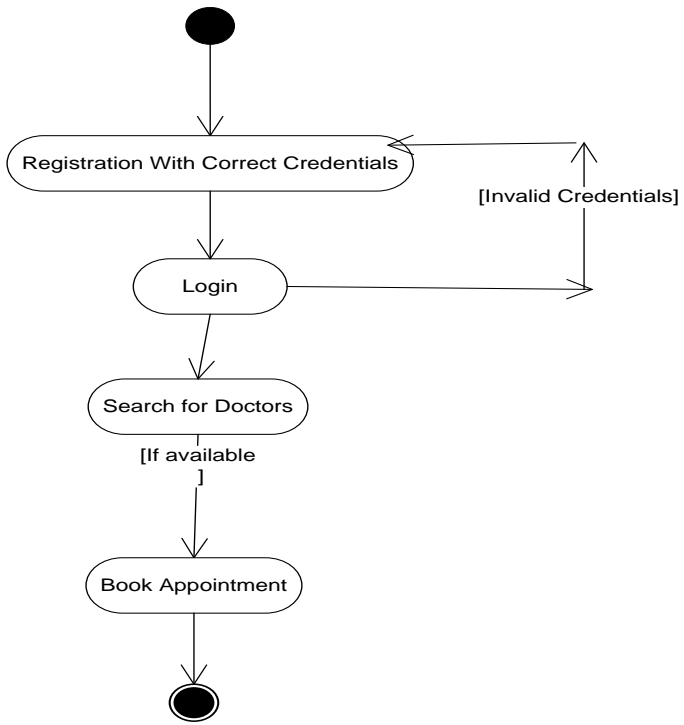 Registration With Correct Credentials
[Invalid Credentials]
Login
Search for Doctors
[If available
]
Book Appointment